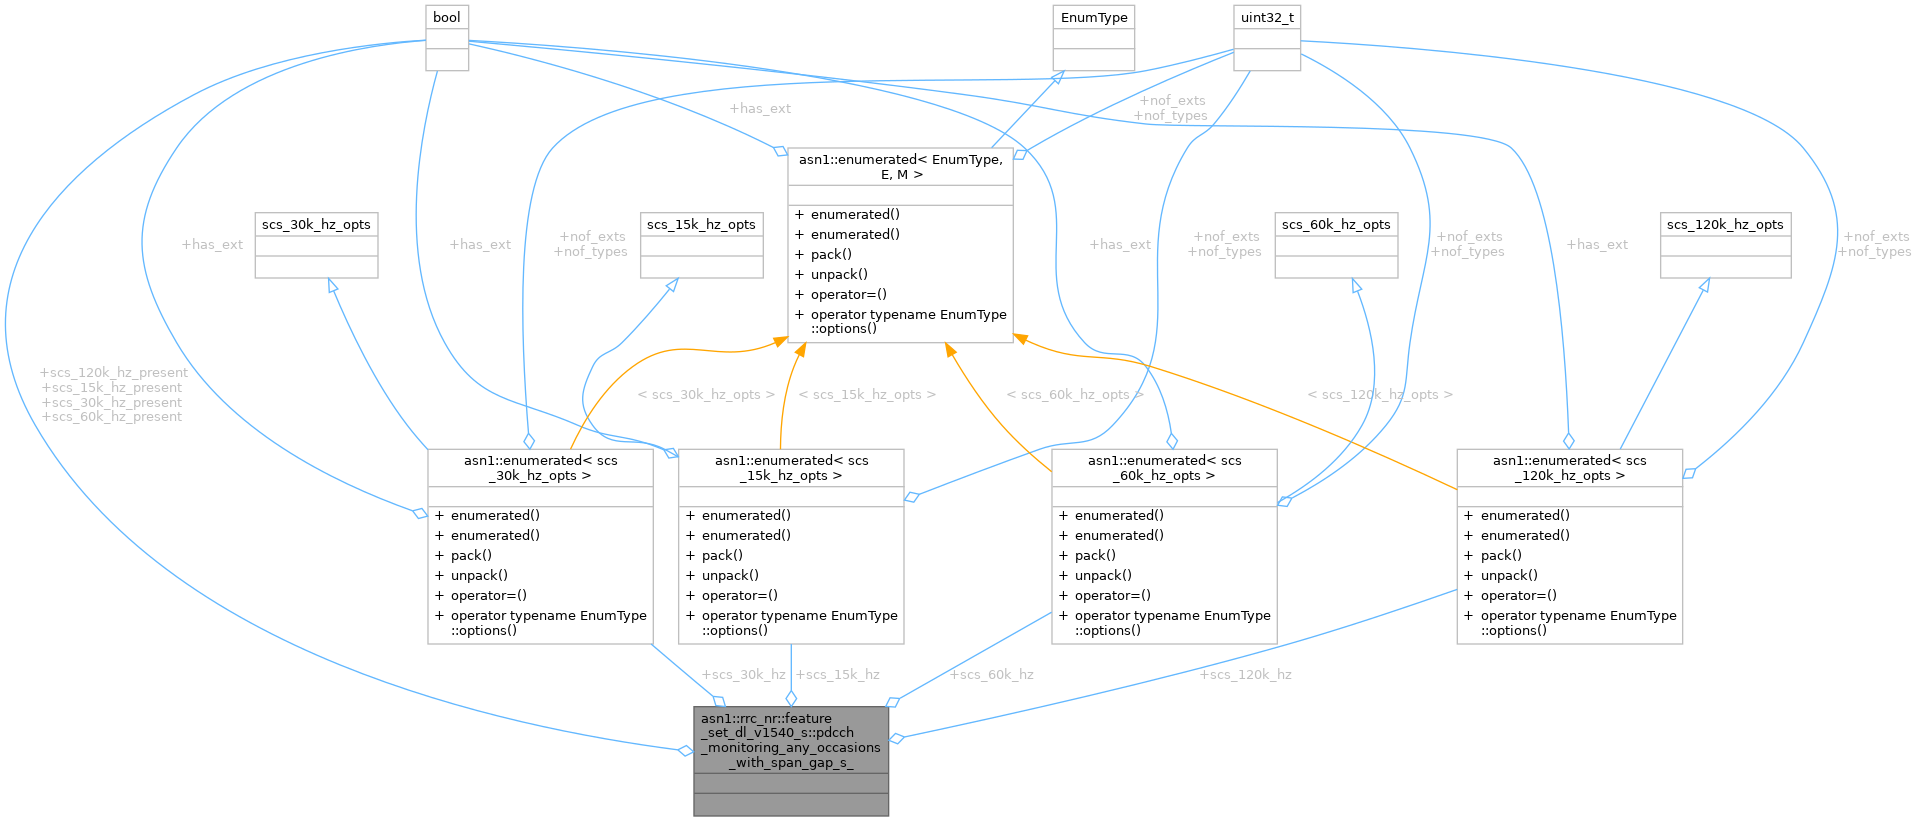 bool
EnumType
uint32_t
+has_ext
+nof_exts
+nof_types
asn1::enumerated< EnumType,
E, M >
+ enumerated()
+ enumerated()
+ pack()
+ unpack()
+ operator=()
+ operator typename EnumType
::options()
scs_30k_hz_opts
scs_15k_hz_opts
scs_60k_hz_opts
scs_120k_hz_opts
+has_ext
+has_ext
+nof_exts
+nof_types
+has_ext
+nof_exts
+nof_types
+nof_exts
+nof_types
+has_ext
+nof_exts
+nof_types
+scs_120k_hz_present
+scs_15k_hz_present
+scs_30k_hz_present
+scs_60k_hz_present
< scs_30k_hz_opts >
< scs_15k_hz_opts >
< scs_60k_hz_opts >
< scs_120k_hz_opts >
asn1::enumerated< scs
_30k_hz_opts >
+ enumerated()
+ enumerated()
+ pack()
+ unpack()
+ operator=()
+ operator typename EnumType
::options()
asn1::enumerated< scs
_15k_hz_opts >
+ enumerated()
+ enumerated()
+ pack()
+ unpack()
+ operator=()
+ operator typename EnumType
::options()
asn1::enumerated< scs
_60k_hz_opts >
+ enumerated()
+ enumerated()
+ pack()
+ unpack()
+ operator=()
+ operator typename EnumType
::options()
asn1::enumerated< scs
_120k_hz_opts >
+ enumerated()
+ enumerated()
+ pack()
+ unpack()
+ operator=()
+ operator typename EnumType
::options()
+scs_30k_hz
+scs_15k_hz
+scs_60k_hz
+scs_120k_hz
asn1::rrc_nr::feature
_set_dl_v1540_s::pdcch
_monitoring_any_occasions
_with_span_gap_s_